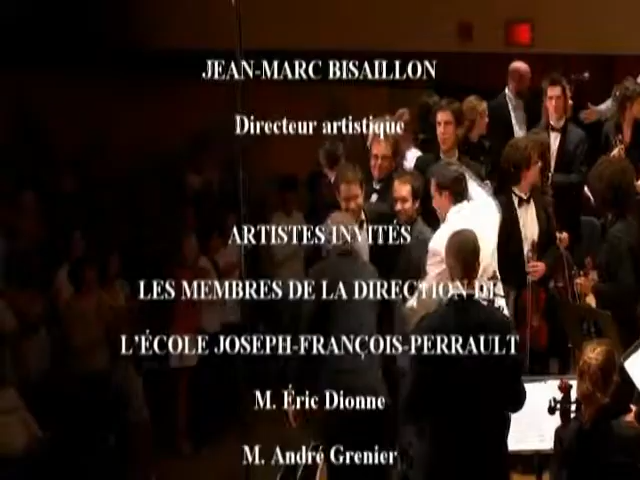 JEAN-MARC BISAILLON
Directeur artistique
ARTISTES INVITÉS
LES MEMBRES DE LA DIRECTION DE
L'ÉCOLE JOSEPH-FRANÇOIS-PERRAULT
M. Éric Dionne
M. André Grenier